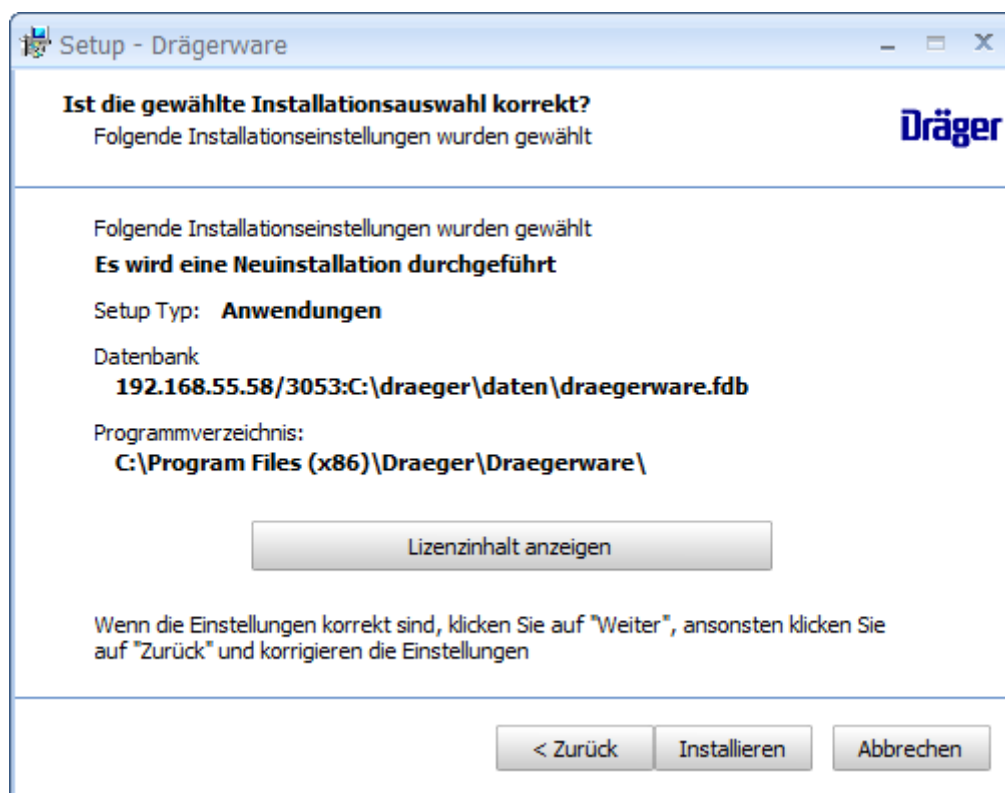 Setup - Drägerware
Ist die gewählte Installationsauswahl korrekt?
Folgende Installationseinstellungen wurden gewählt
Dräger
Folgende Installationseinstellungen wurden gewählt
Es wird eine Neuinstallation durchgeführt
Setup Typ: Anwendungen
Datenbank
192.168.55.58/3053:C:\draeger\daten\draegerware.fdb
Programmverzeichnis:
C:\Program Files (x86)\Draeger\Draegerware\
Lizenzinhalt anzeigen
Wenn die Einstellungen korrekt sind, klicken Sie auf "Weiter", ansonsten klicken Sie
auf "Zurück" und korrigieren die Einstellungen
< Zurück Installieren Abbrechen